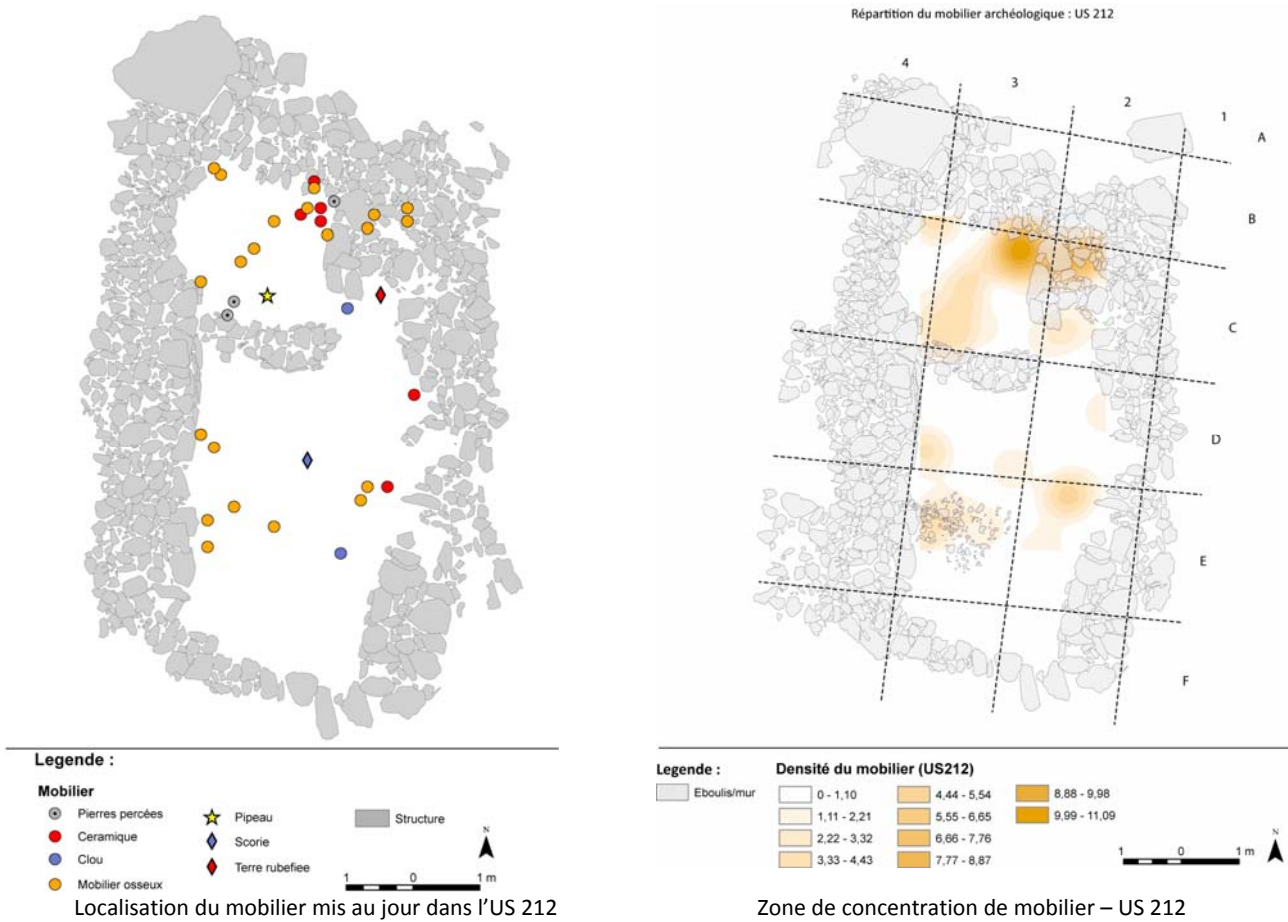 Répartition du mobilier archéologique : US 212
4
3
2
1
A
B
C
D
E
F
Legende :
Mobilier
Pierres percées
Ceramique
Clou
Mobilier osseux
Pipeau
Scorie
Terre rubefiee
Structure
N
1 0 1 m
Localisation du mobilier mis au jour dans l'US 212
Legende :
Eboulis/mur
Densité du mobilier (US212)
0 - 1,10
1,11 - 2,21
2,22 - 3,32
3,33 - 4,43
4,44 - 5,54
5,55 - 6,65
6,66 - 7,76
7,77 - 8,87
8,88 - 9,98
9,99 - 11,09
N
1 0 1 m
Zone de concentration de mobilier – US 212